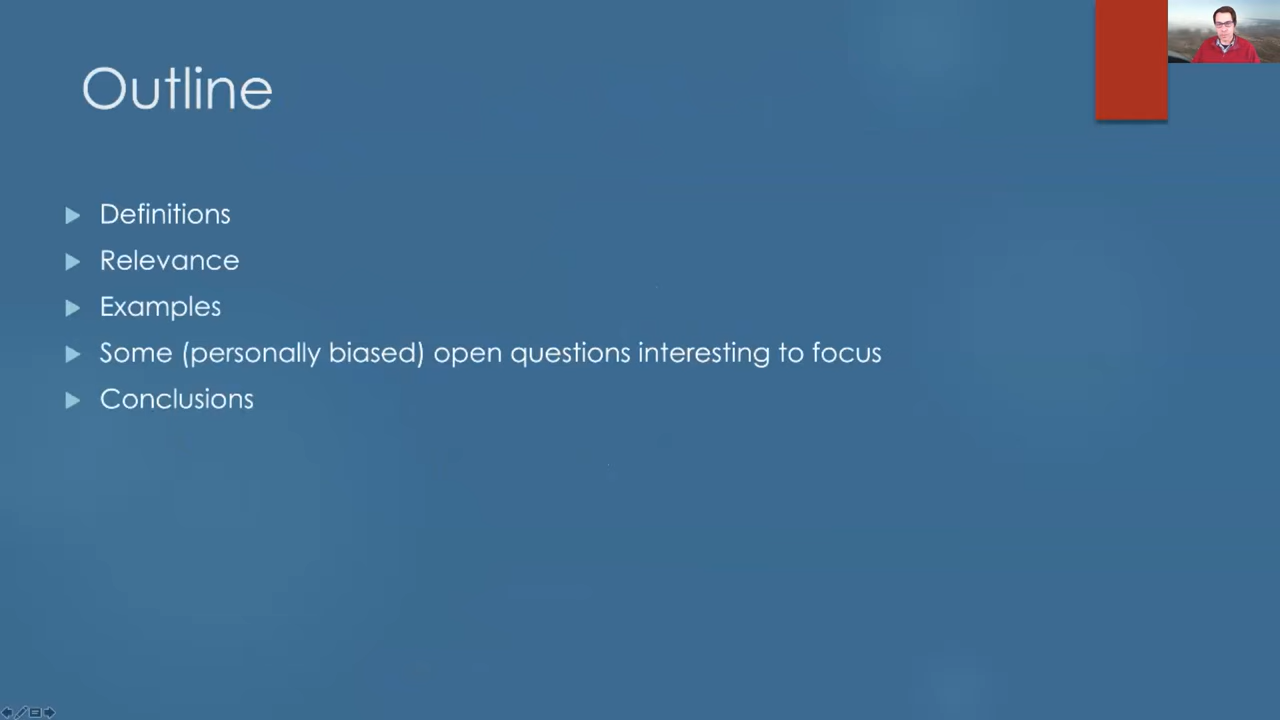 Outline
Definitions
Relevance
Examples
Some (personally biased) open questions interesting to focus
Conclusions